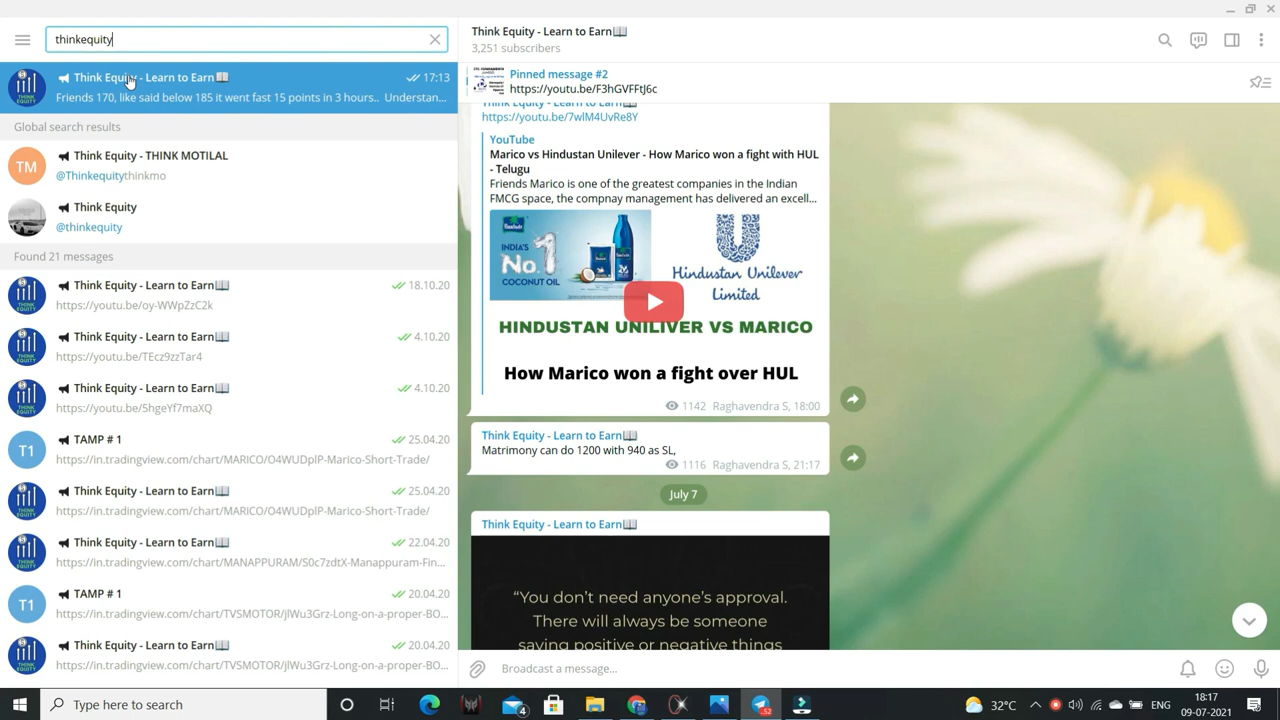 thinkequity
Think Equity - Learn to Earn📖
17:13
Friends 170, like said below 185 it went fast 15 points in 3 hours.. Understan...
Global search results
TM
Think Equity - THINK MOTILAL
@Thinkequitythinkmo
Think Equity
@thinkequity
Found 21 messages
Think Equity - Learn to Earn📖
18.10.20
https://youtu.be/oy-WWpZzC2k
Think Equity - Learn to Earn📖
4.10.20
https://youtu.be/TEcz9zzTar4
Think Equity - Learn to Earn📖
4.10.20
https://youtu.be/5hgeYf7maXQ
T1
TAMP # 1
25.04.20
https://in.tradingview.com/chart/MARICO/O4WUDplP-Marico-Short-Trade/
Think Equity - Learn to Earn📖
25.04.20
https://in.tradingview.com/chart/MARICO/O4WUDplP-Marico-Short-Trade/
Think Equity - Learn to Earn📖
22.04.20
https://in.tradingview.com/chart/MANAPPURAM/S0c7zdtX-Manappuram-Fin...
T1
TAMP # 1
20.04.20
https://in.tradingview.com/chart/TVSMOTOR/jlWu3Grz-Long-on-a-proper-BO...
Think Equity - Learn to Earn📖
20.04.20
https://in.tradingview.com/chart/TVSMOTOR/jlWu3Grz-Long-on-a-proper-BO...
Think Equity - Learn to Earn📖
3,251 subscribers
Pinned message #2
https://youtu.be/F3hGVFFtJ6c
Think Equity - Learn to Earn📖
https://youtu.be/7wlM4UvRe8Y
YouTube
Marico vs Hindustan Unilever - How Marico won a fight with HUL
- Telugu
Friends Marico is one of the greatest companies in the Indian
FMCG space, the compnay management has delivered an excell...
INDIA'S
No.1
COCONUT OIL
Hindustan Unilever
Limited
HINDUSTAN UNILIVER VS MARICO
How Marico won a fight over HUL
1142 Raghavendra S, 18:00
Think Equity - Learn to Earn📖
Matrimony can do 1200 with 940 as SL,
1116 Raghavendra S, 21:17
July 7
Think Equity - Learn to Earn📖
“You don’t need anyone’s approval.
There will always be someone
saying positive or negative things
Broadcast a message...
Type here to search
4
32°C
ENG
18:17
09-07-2021